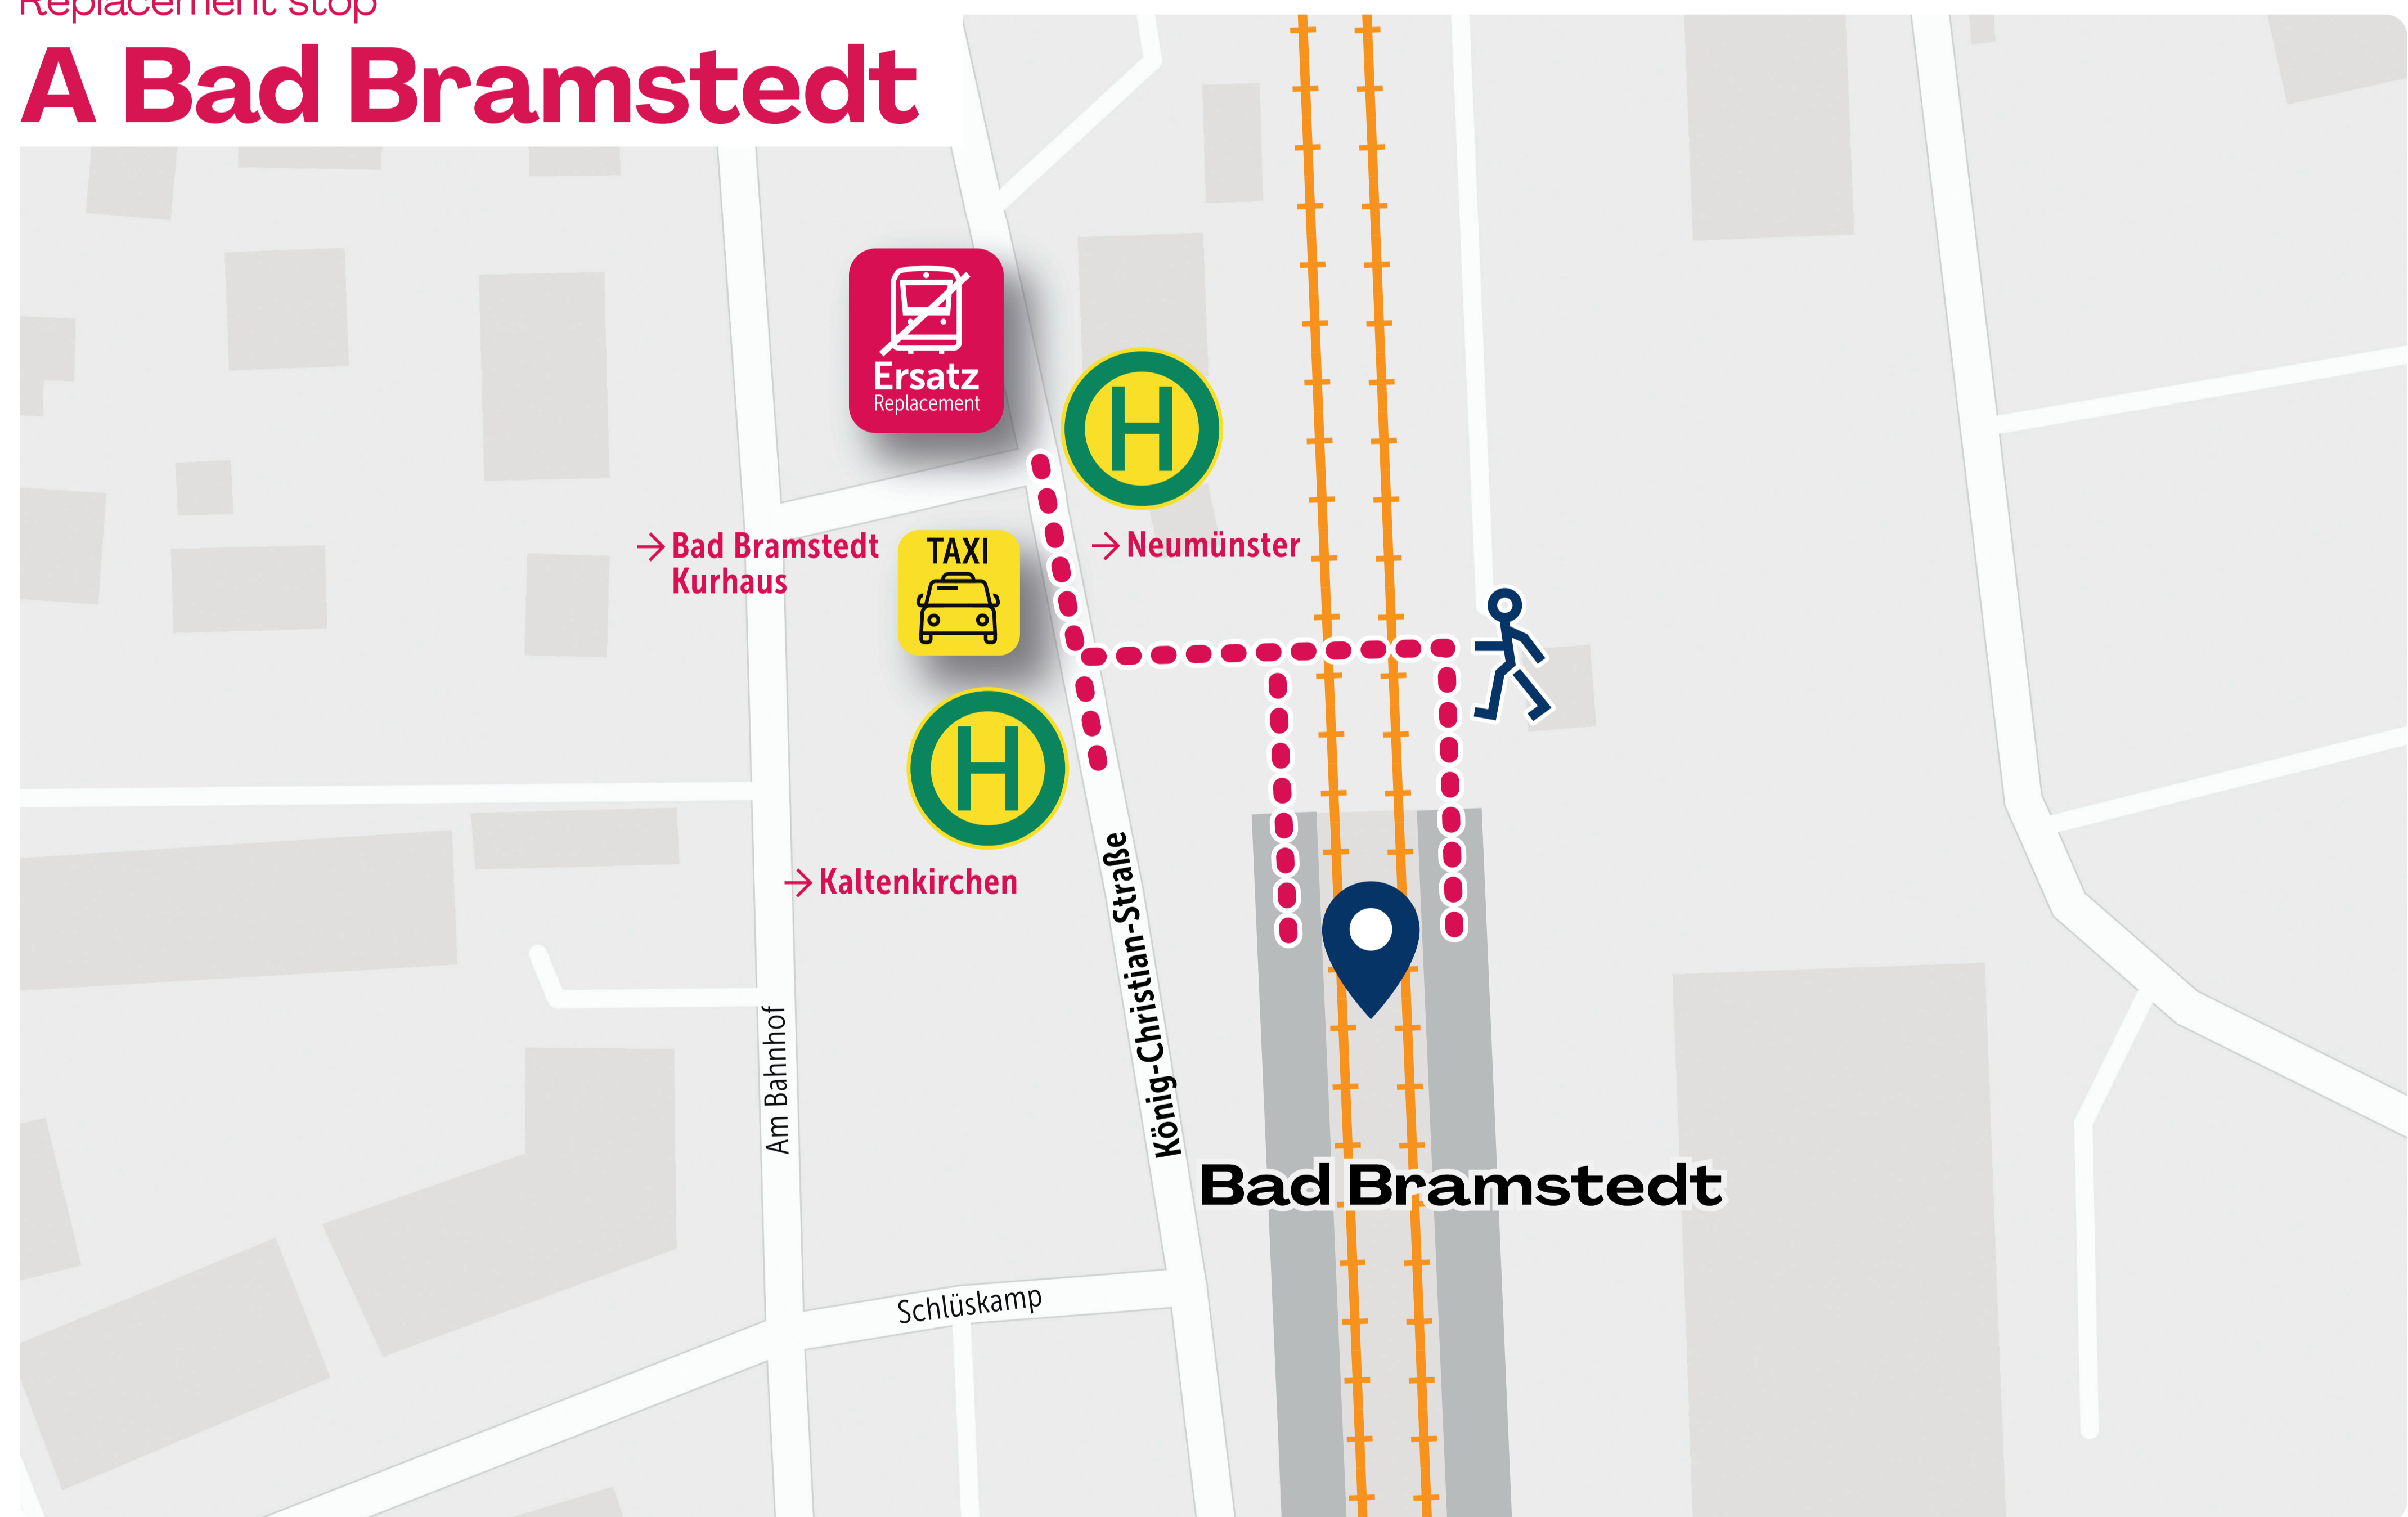 Replacement stop
A Bad Bramstedt
Ersatz
Replacement
H
→ Bad Bramstedt
Kurhaus
TAXI
→ Neumünster
H
→ Kaltenkirchen
König-Christian-Straße
Am Bahnhof
Bad Bramstedt
Schlüskamp